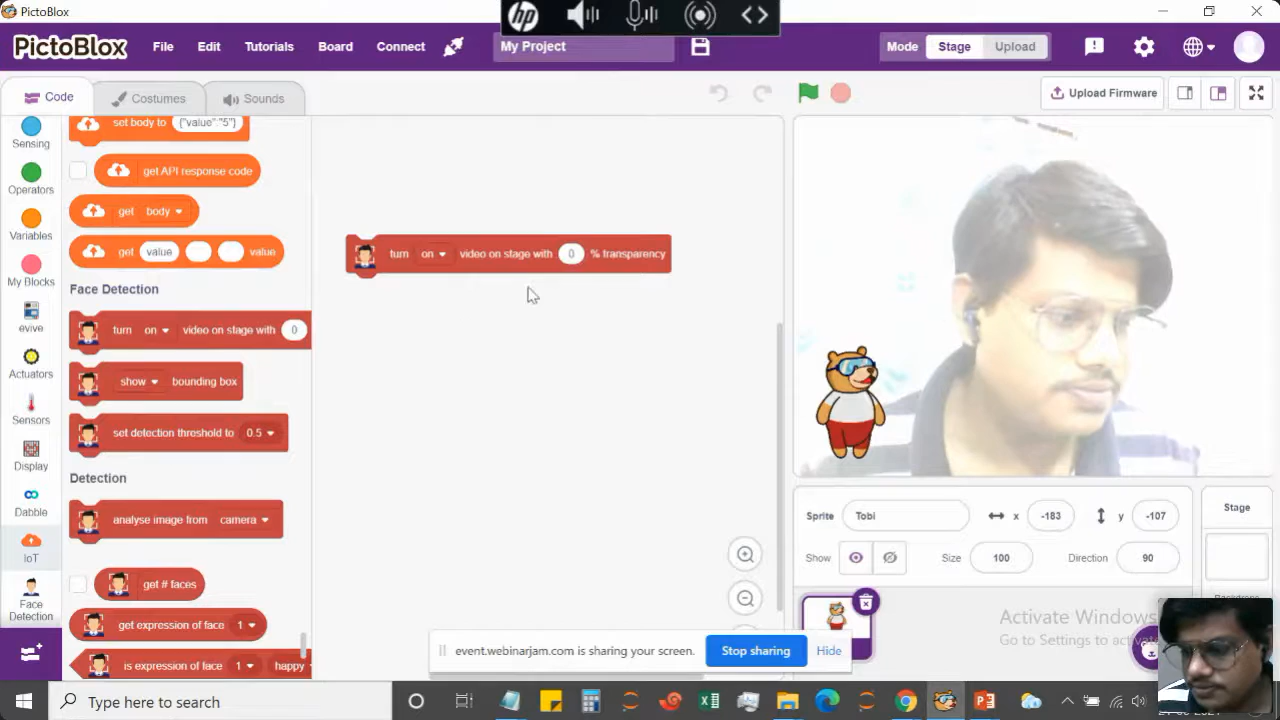 PictoBlox
hp
PictoBlox File Edit Tutorials Board Connect My Project Mode Stage Upload
Code Costumes Sounds Upload Firmware
Sensing
Operators
Variables
My Blocks
evive
Actuators
Sensors
Display
Dabble
IoT
Face
Detection
set body to {"value":"5"}
get API response code
get body
get value value
Face Detection
turn on video on stage with 0
show bounding box
set detection threshold to 0.5
Detection
analyse image from camera
get # faces
get expression of face 1
is expression of face 1 happy
turn on video on stage with 0 % transparency
Sprite Tobi x -183 y -107
Show Size 100 Direction 90
Stage
Activate Windows
event.webinarjam.com is sharing your screen. Stop sharing Hide
Type here to search